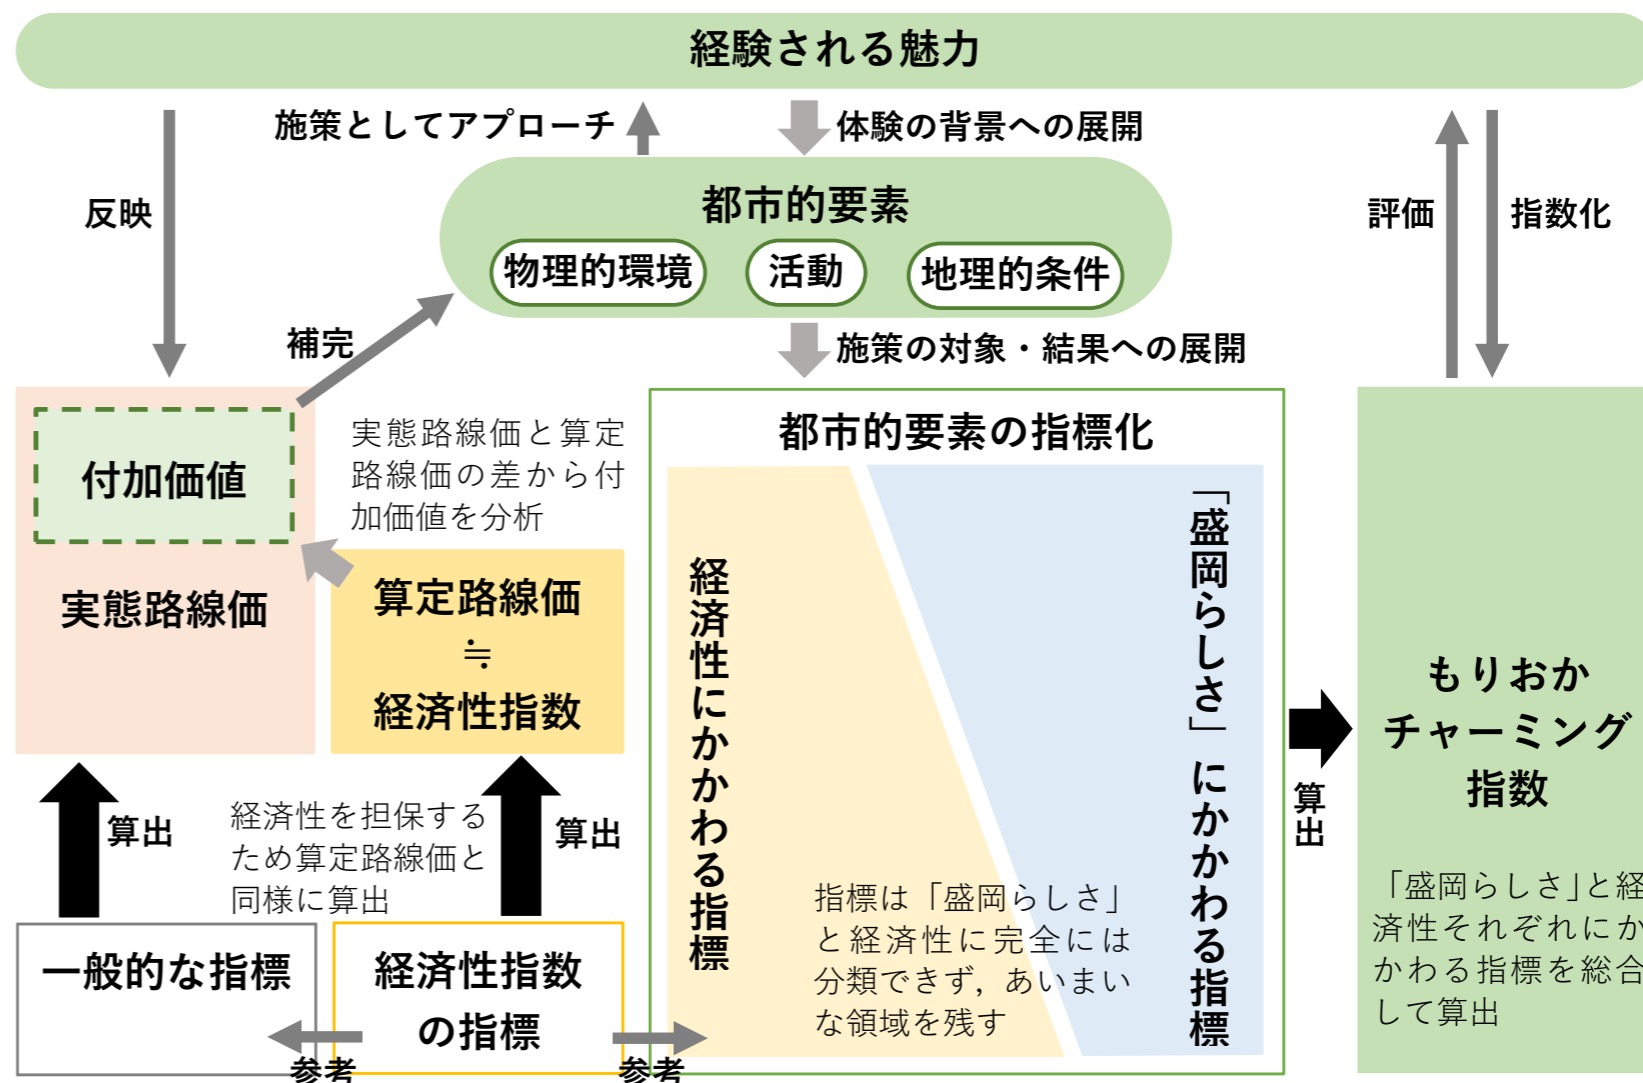 経験される魅力
施策としてアプローチ
体験の背景への展開
反映
都市的要素
物理的環境
活動
地理的条件
評価
指数化
補完
施策の対象・結果への展開
付加価値
実態路線価
実態路線価と算定
路線価の差から付
加価値を分析
算定路線価
≒
経済性指数
都市的要素の指標化
経済性にかかわる指標
「盛岡らしさ」にかかわる指標
指標は「盛岡らしさ」
と経済性に完全には
分類できず，あいまい
な領域を残す
算出
もりおか
チャーミング
指数
「盛岡らしさ」と経
済性それぞれにか
かわる指標を総合
して算出
算出
経済性を担保する
ため算定路線価と
同様に算出
算出
一般的な指標
経済性指数
の指標
参考
参考